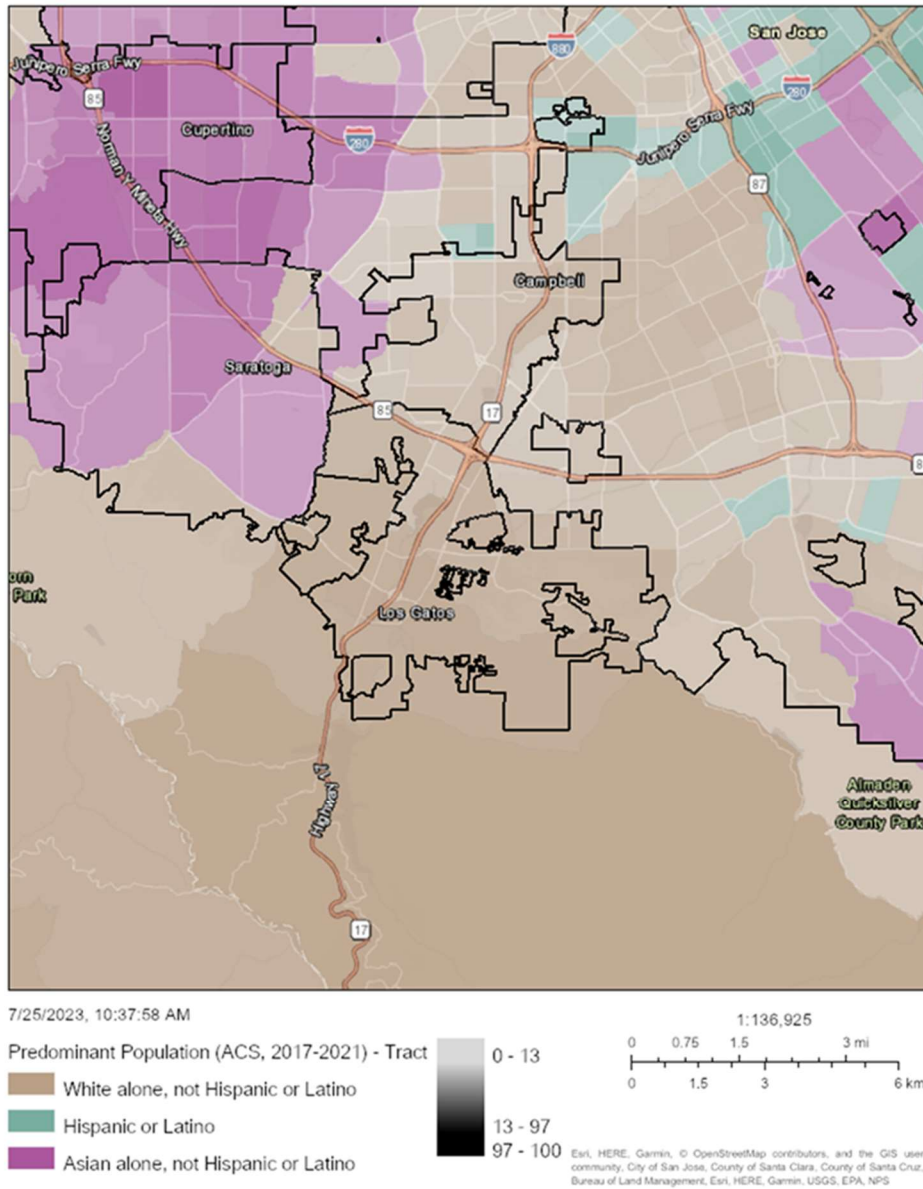 San Jose
880
Junipero Serra Fwy
280
85
Cupertino
280
Junipero Serra Fwy
87
Norman Y Mineta Hwy
Campbell
Saratoga
85
17
8
orn
Park
Los Gatos
Highway 17
Almaden
Quicksilver
County Park
17
7/25/2023, 10:37:58 AM
1:136,925
Predominant Population (ACS, 2017-2021) - Tract
0 0.75 1.5 3 mi
0 1.5 3 6 km
White alone, not Hispanic or Latino
Hispanic or Latino
Asian alone, not Hispanic or Latino
0 - 13
13 - 97
97 - 100
Esri, HERE, Garmin, © OpenStreetMap contributors, and the GIS user
community, City of San Jose, County of Santa Clara, County of Santa Cruz,
Bureau of Land Management, Esri, HERE, Garmin, USGS, EPA, NPS